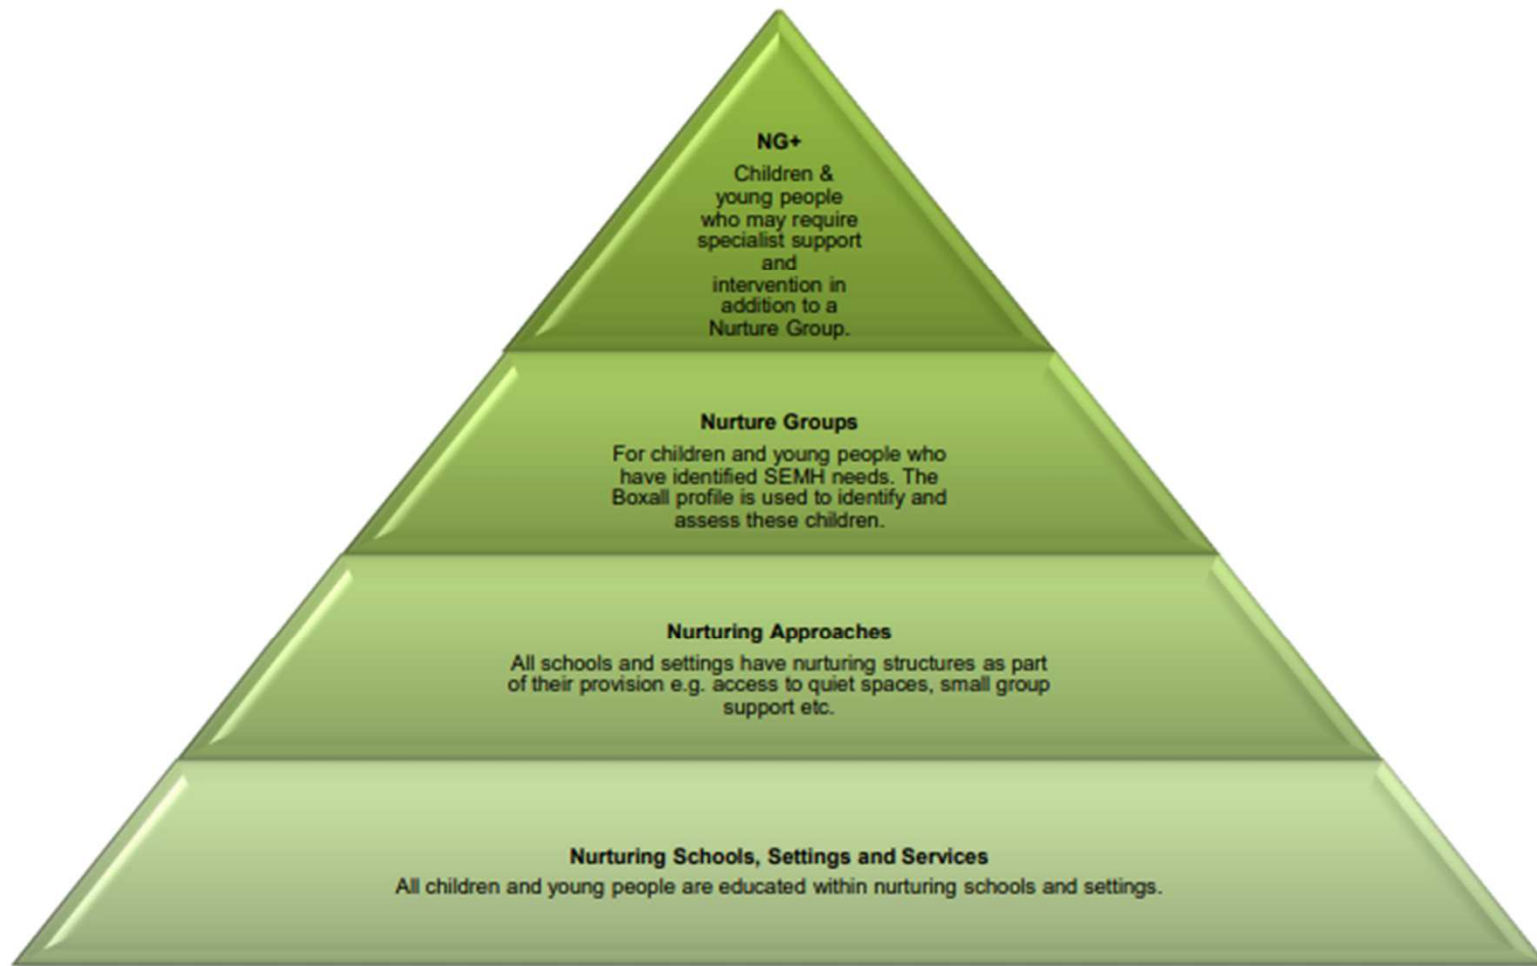 NG+
Children &
young people
who may require
specialist support
and
intervention in
addition to a
Nurture Group.
Nurture Groups
For children and young people who
have identified SEMH needs. The
Boxall profile is used to identify and
assess these children.
Nurturing Approaches
All schools and settings have nurturing structures as part
of their provision e.g. access to quiet spaces, small group
support etc.
Nurturing Schools, Settings and Services
All children and young people are educated within nurturing schools and settings.